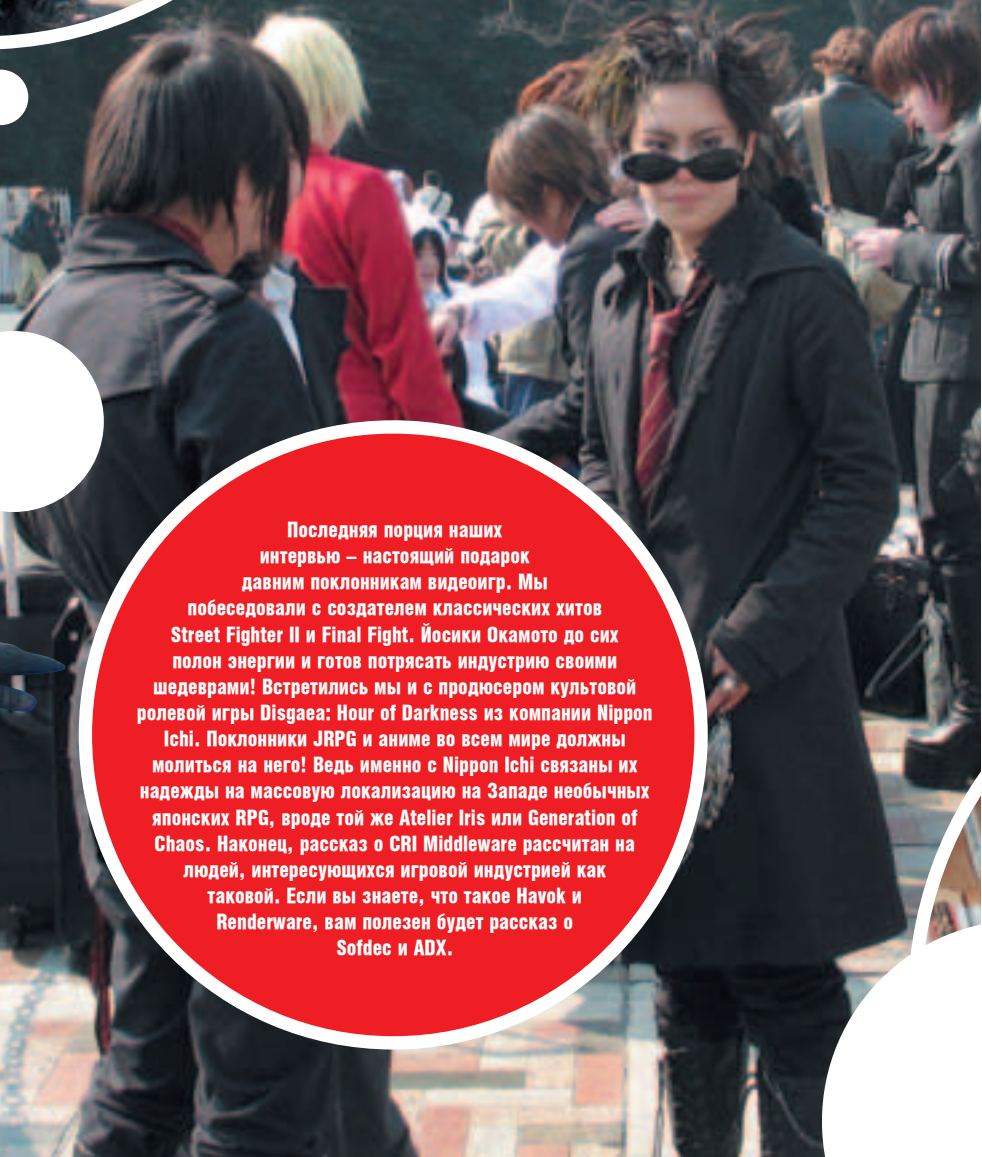 Последняя порция наших
интервью – настоящий подарок
давним поклонникам видеоигр. Мы
побеседовали с создателем классических хитов
Street Fighter II и Final Fight. Йосики Окамото до сих
полон энергии и готов потрясать индустрию своими
шедеврами! Встретились мы и с продюсером культовой
ролевой игры Disgaea: Hour of Darkness из компании Nippon
Ichi. Поклонники JRPG и аниме во всем мире должны
молиться на него! Ведь именно с Nippon Ichi связаны их
надежды на массовую локализацию на Западе необычных
японских RPG, вроде той же Atelier Iris или Generation of
Chaos. Наконец, рассказ о CRI Middleware рассчитан на
людей, интересующихся игровой индустрией как
таковой. Если вы знаете, что такое Havok и
Renderware, вам полезен будет рассказ о
Sofdec и ADX.